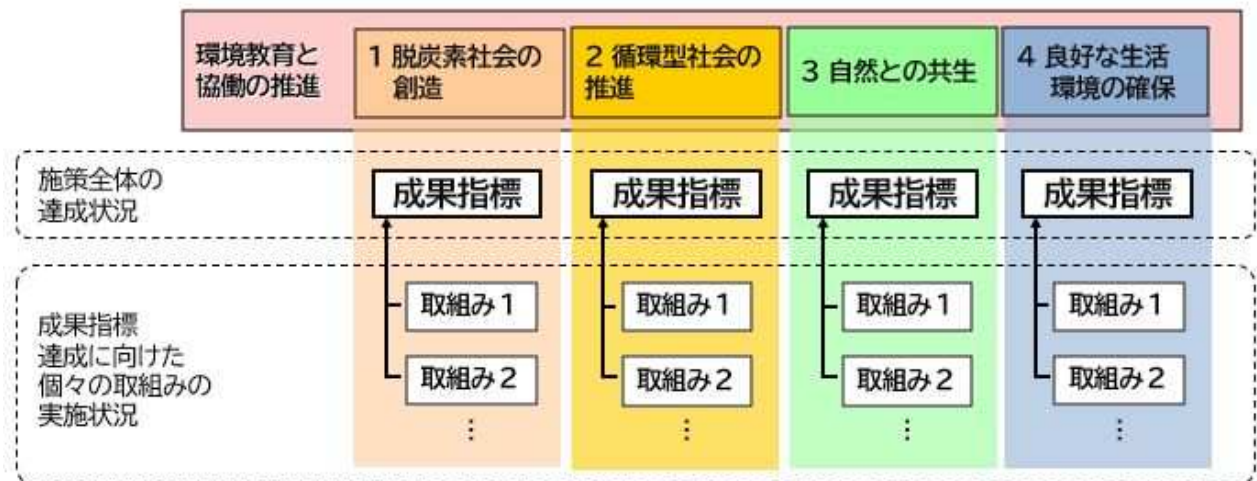 環境教育と
協働の推進
1 脱炭素社会の
創造
2 循環型社会の
推進
3 自然との共生
4 良好な生活
環境の確保
施策全体の
達成状況
成果指標
成果指標
成果指標
成果指標
成果指標
達成に向けた
個々の取組みの
実施状況
取組み1
取組み1
取組み1
取組み1
取組み2
取組み2
取組み2
取組み2
⋮
⋮
⋮
⋮